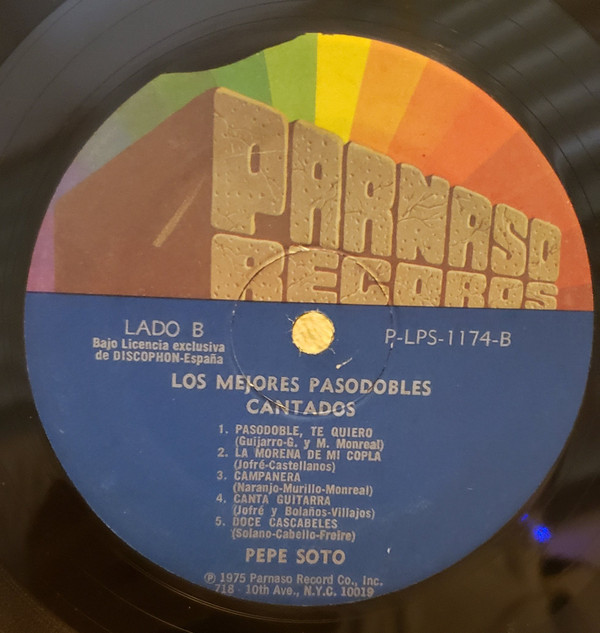 PARNASO
RECORDS
LADO B
P-LPS-1174-B
Bajo Licencia exclusiva
de DISCOPHON-España
LOS MEJORES PASODOBLES
CANTADOS
1. PASODOBLE, TE QUIERO
(Guijarro-G. y M. Monreal)
2. LA MORENA DE MI COPLA
(Jofré-Castellanos)
3. CAMPANERA
(Naranjo-Murillo-Monreal)
4. CANTA GUITARRA
(Jofré y Bolaños-Villajos)
5. DOCE CASCABELES
(Solano-Cabello-Freire)
PEPE SOTO
℗ 1975 Parnaso Record Co., Inc.
718 - 10th Ave., N.Y.C. 10019